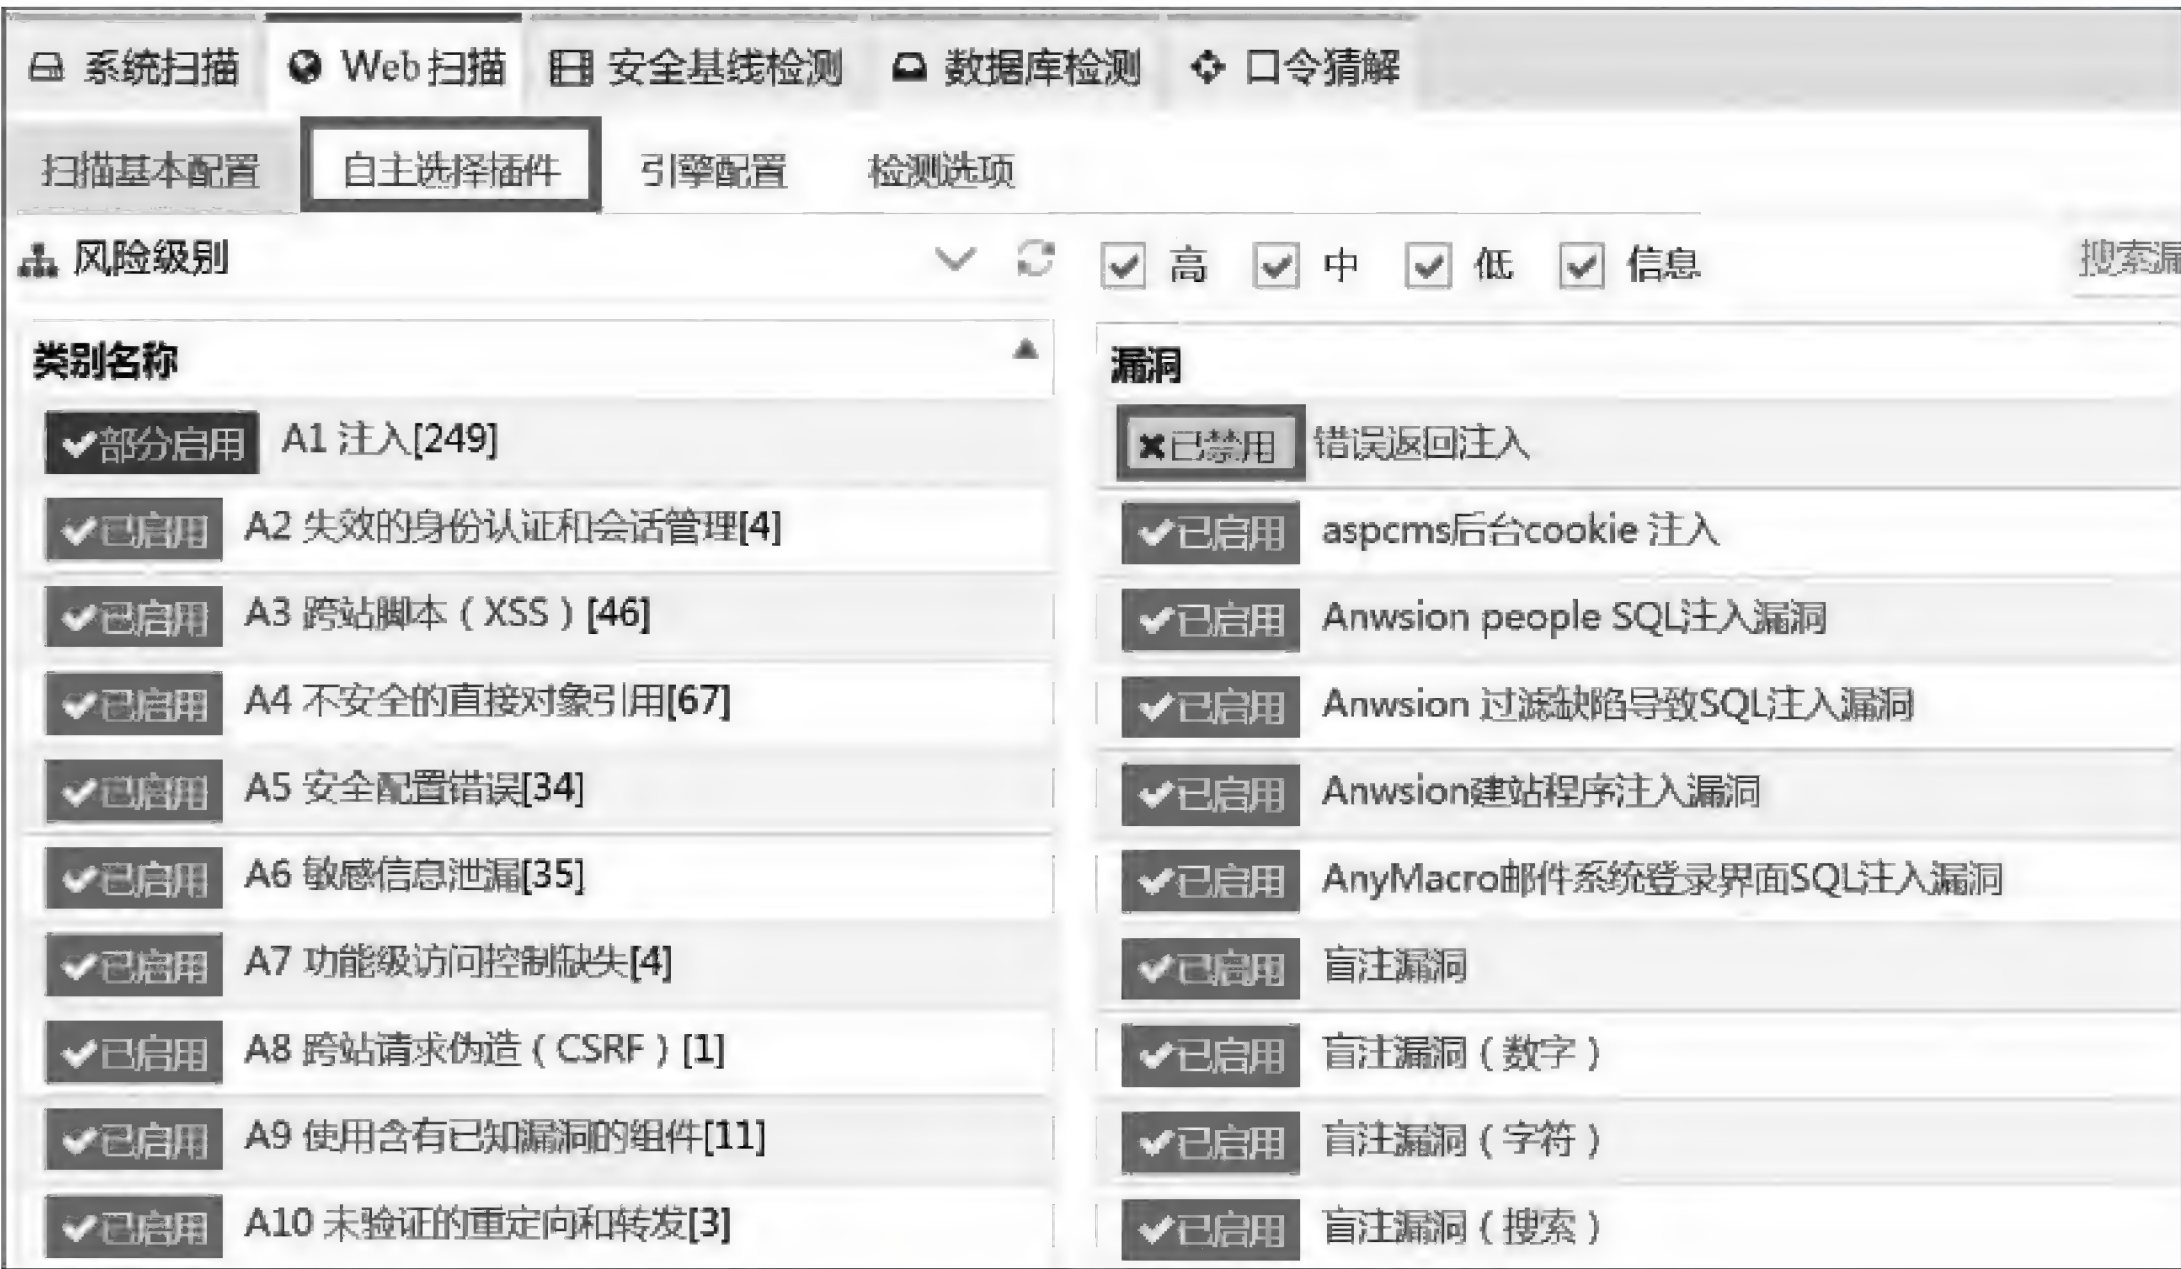 系统扫描 Web扫描 安全基线检测 数据库检测 口令猜解
扫描基本配置 自主选择插件 引擎配置 检测选项
风险级别
高 中 低 信息 搜索漏
类别名称
部分启用 A1 注入[249]
已启用 A2 失效的身份认证和会话管理[4]
已启用 A3 跨站脚本（XSS）[46]
已启用 A4 不安全的直接对象引用[67]
已启用 A5 安全配置错误[34]
已启用 A6 敏感信息泄漏[35]
已启用 A7 功能级访问控制缺失[4]
已启用 A8 跨站请求伪造（CSRF）[1]
已启用 A9 使用含有已知漏洞的组件[11]
已启用 A10 未验证的重定向和转发[3]
漏洞
已禁用 错误返回注入
已启用 aspcms后台cookie 注入
已启用 Anwsion people SQL注入漏洞
已启用 Anwsion 过滤缺陷导致SQL注入漏洞
已启用 Anwsion建站程序注入漏洞
已启用 AnyMacro邮件系统登录界面SQL注入漏洞
已启用 盲注漏洞
已启用 盲注漏洞（数字）
已启用 盲注漏洞（字符）
已启用 盲注漏洞（搜索）